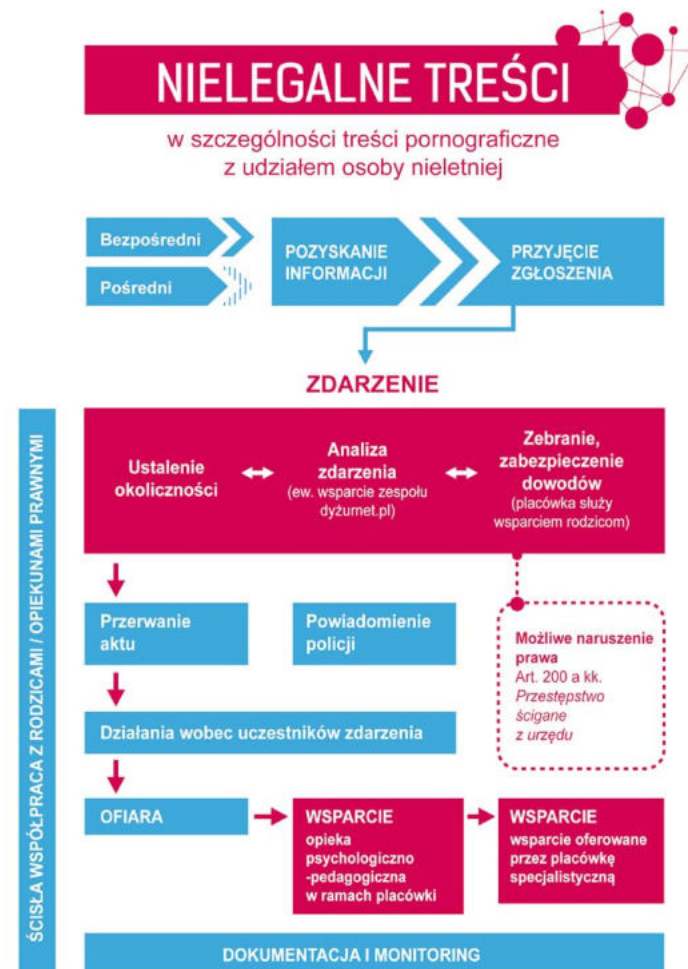 NIELEGALNE TREŚCI
w szczególności treści pornograficzne
z udziałem osoby nieletniej
Bezpośredni
Pośredni
POZYSKANIE
INFORMACJI
PRZYJĘCIE
ZGŁOSZENIA
ZDARZENIE
ŚCISŁA WSPÓŁPRACA Z RODZICAMI / OPIEKUNAMI PRAWNYMI
Ustalenie
okoliczności
Analiza
zdarzenia
(ew. wsparcie zespołu
dyżurnet.pl)
Zebranie,
zabezpieczenie
dowodów
(placówka służy
wsparciem rodzicom)
Przerwanie
aktu
Powiadomienie
policji
Możliwe naruszenie
prawa
Art. 200 a kk.
Przestępstwo
ścigane
z urzędu
Działania wobec uczestników zdarzenia
OFIARA
WSPARCIE
opieka
psychologiczno
-pedagogiczna
w ramach placówki
WSPARCIE
wsparcie oferowane
przez placówkę
specjalistyczną
DOKUMENTACJA I MONITORING